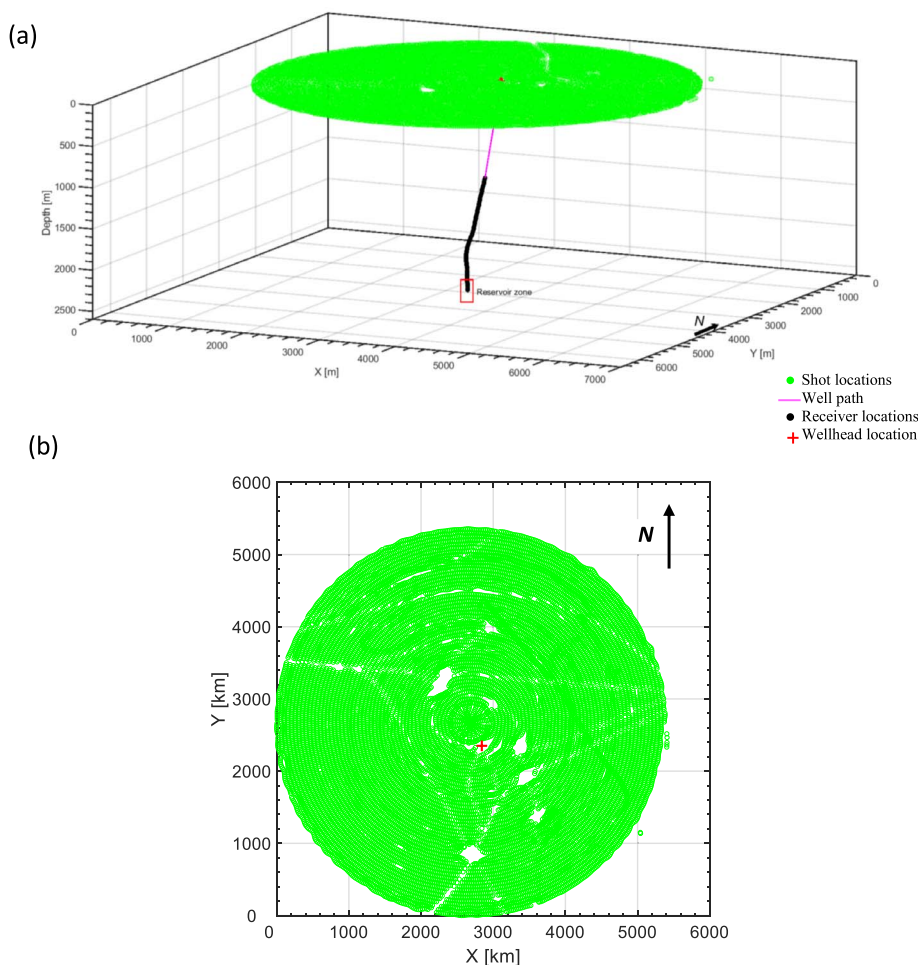 (a)
0
500
1000
1500
2000
2500
Depth [m]
0
1000
2000
3000
4000
5000
6000
7000
X [m]
Reservoir zone
N
0
1000
2000
3000
4000
5000
6000
Y [m]
Shot locations
Well path
Receiver locations
Wellhead location
(b)
6000
5000
4000
3000
2000
1000
0
Y [km]
N
0 1000 2000 3000 4000 5000 6000
X [km]